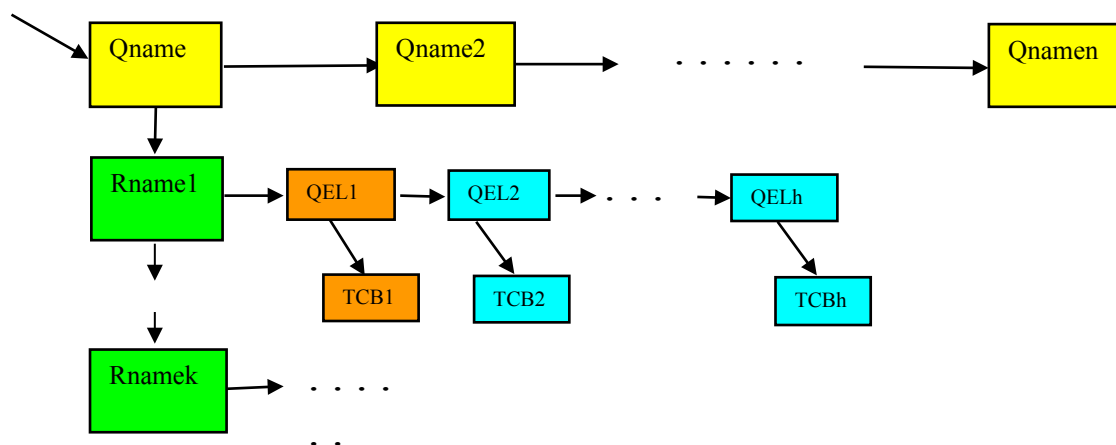 Qname Qname2 . . . . . . Qnamen
Rname1 QEL1 QEL2 . . . QELh
TCB1 TCB2 TCBh
Rnamek . . . .
. .